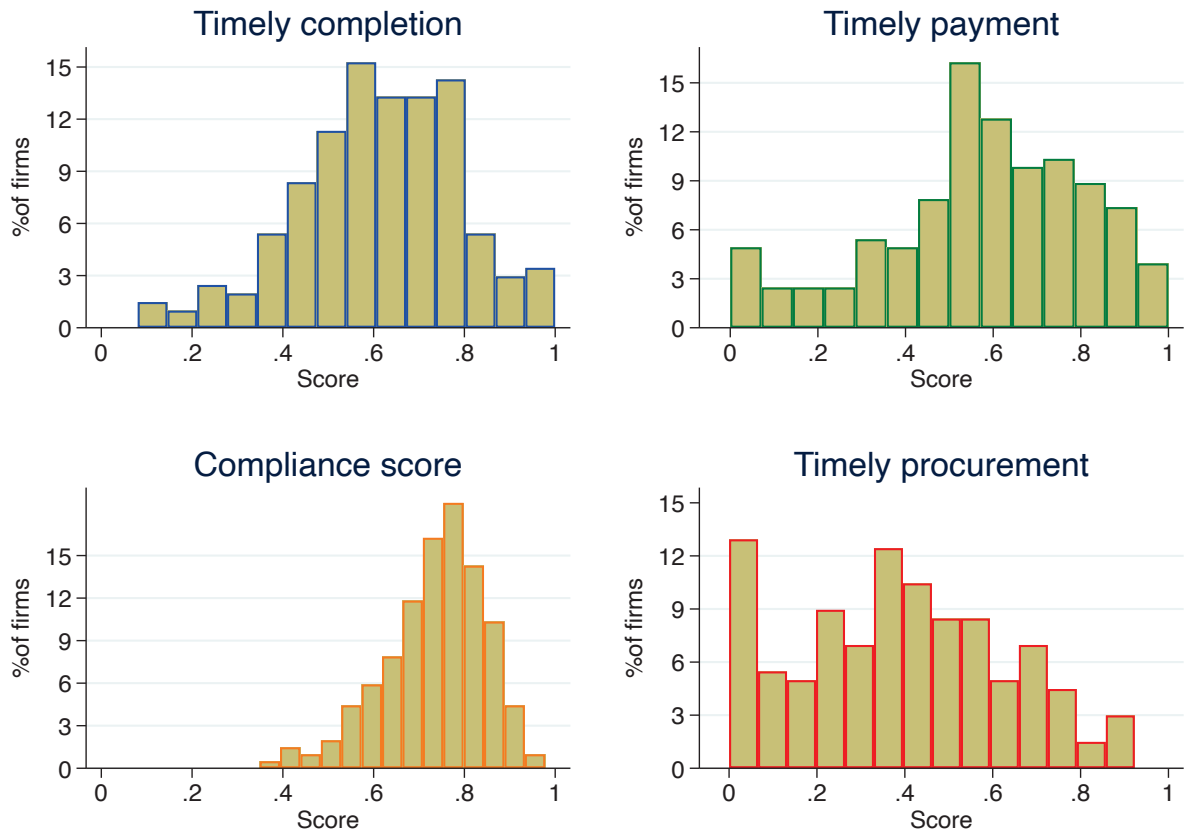 Timely completion
%of firms
15
12
9
6
3
0
0 .2 .4 .6 .8 1
Score
Timely payment
%of firms
15
12
9
6
3
0
0 .2 .4 .6 .8 1
Score
Compliance score
%of firms
15
12
9
6
3
0
0 .2 .4 .6 .8 1
Score
Timely procurement
%of firms
15
12
9
6
3
0
0 .2 .4 .6 .8 1
Score